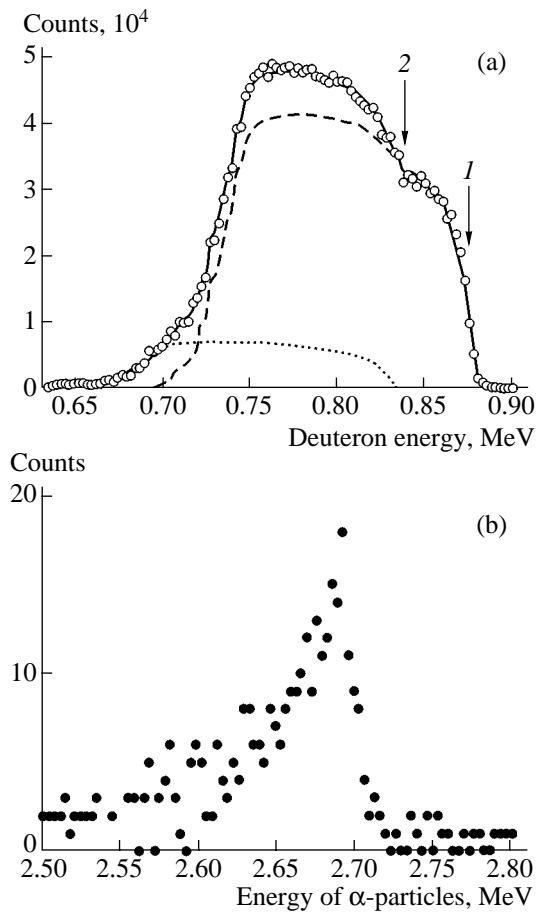 Counts, 10⁴
(a)
2
1
5
4
3
2
1
0
0.65 0.70 0.75 0.80 0.85 0.90
Deuteron energy, MeV
Counts
20
(b)
10
0
2.50 2.55 2.60 2.65 2.70 2.75 2.80
Energy of α-particles, MeV